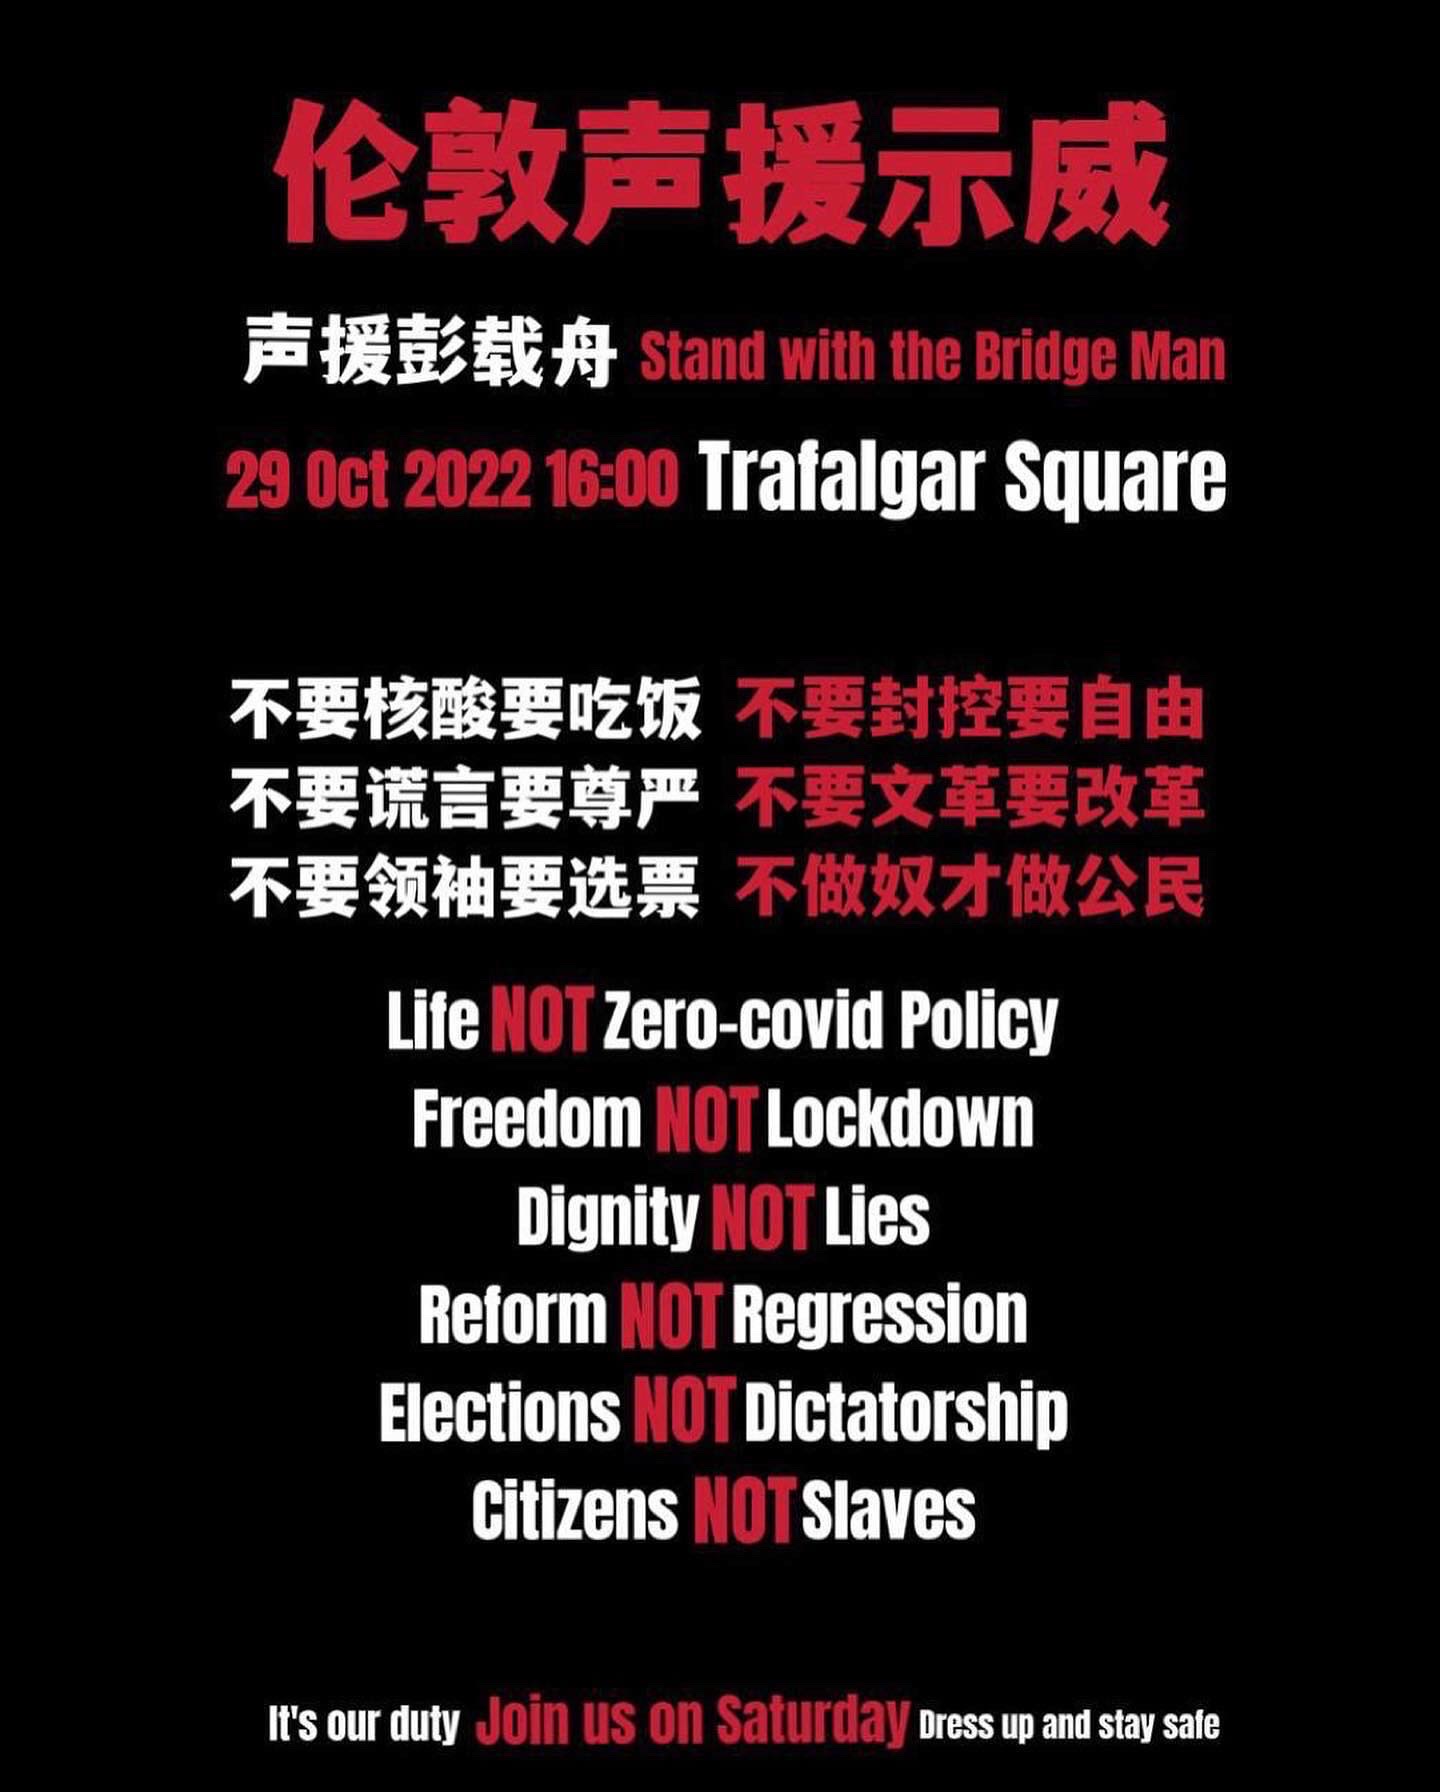 伦敦声援示威
声援彭载舟 Stand with the Bridge Man
29 Oct 2022 16:00 Trafalgar Square
不要核酸要吃饭 不要封控要自由
不要谎言要尊严 不要文革要改革
不要领袖要选票 不做奴才做公民
Life NOT Zero-covid Policy
Freedom NOT Lockdown
Dignity NOT Lies
Reform NOT Regression
Elections NOT Dictatorship
Citizens NOT Slaves
It's our duty Join us on Saturday Dress up and stay safe